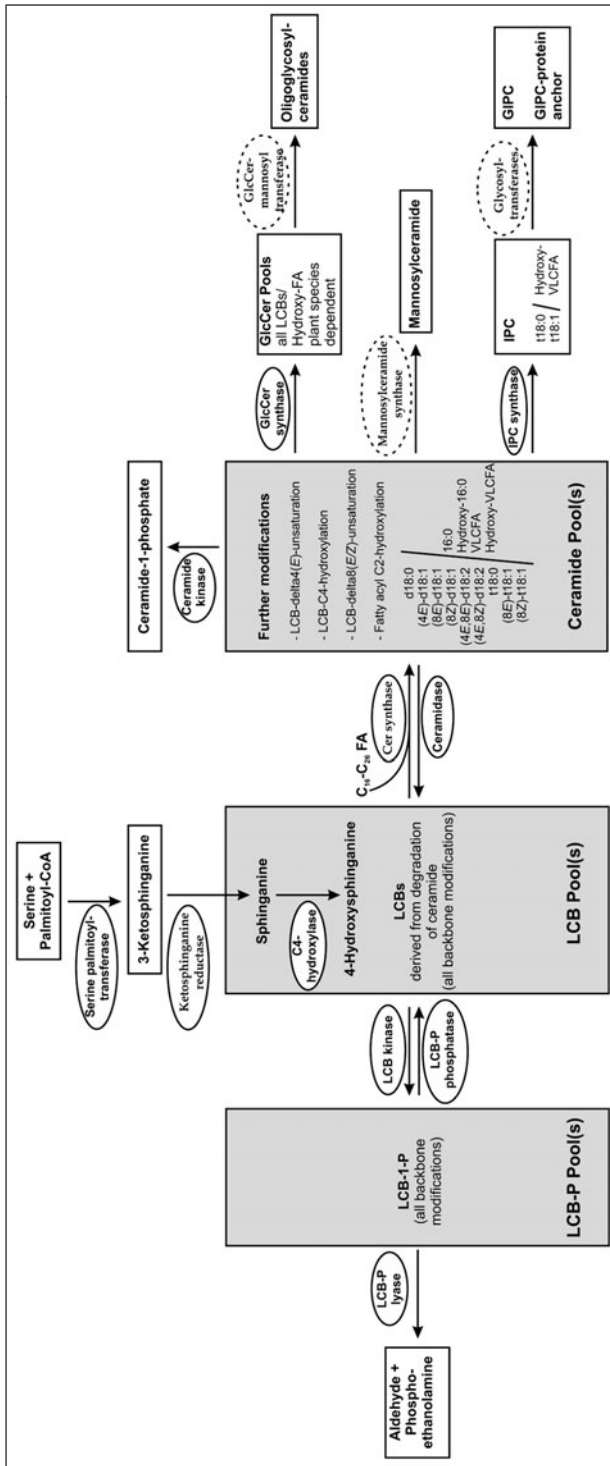 Serine +
Palmitoyl-CoA
Serine palmitoyl-
transferase
3-Ketosphinganine
Ketosphinganine
reductase
Sphinganine
C4-
hydroxylase
4-Hydroxysphinganine
LCBs
derived from degradation
of ceramide
(all backbone modifications)
LCB Pool(s)
LCB kinase
LCB-P
phosphatase
LCB-1-P
(all backbone
modifications)
LCB-P Pool(s)
LCB-P
lyase
Aldehyde +
Phospho-
ethanolamine
C16-C26 FA
Cer synthase
Ceramidase
Ceramide-1-phosphate
Ceramide
kinase
Further modifications
- LCB-delta4(E)-unsaturation
- LCB-C4-hydroxylation
- LCB-delta8(E/Z)-unsaturation
- Fatty acyl C2-hydroxylation
d18:0
(4E)-d18:1
(8E)-d18:1
(8Z)-d18:1
(4E,8E)-d18:2
(4E,8Z)-d18:2
t18:0
(8E)-t18:1
(8Z)-t18:1
16:0
Hydroxy-16:0
VLCFA
Hydroxy-VLCFA
Ceramide Pool(s)
GlcCer
synthase
GlcCer Pools
all LCBs/
Hydroxy-FA
plant species
dependent
GlcCer-
mannosyl
transferase
Oligoglycosyl-
ceramides
Mannosylceramide
synthase
Mannosylceramide
IPC synthase
IPC
t18:0 / Hydroxy-
t18:1 / VLCFA
Glycosyl-
transferases
GIPC
GIPC-protein
anchor